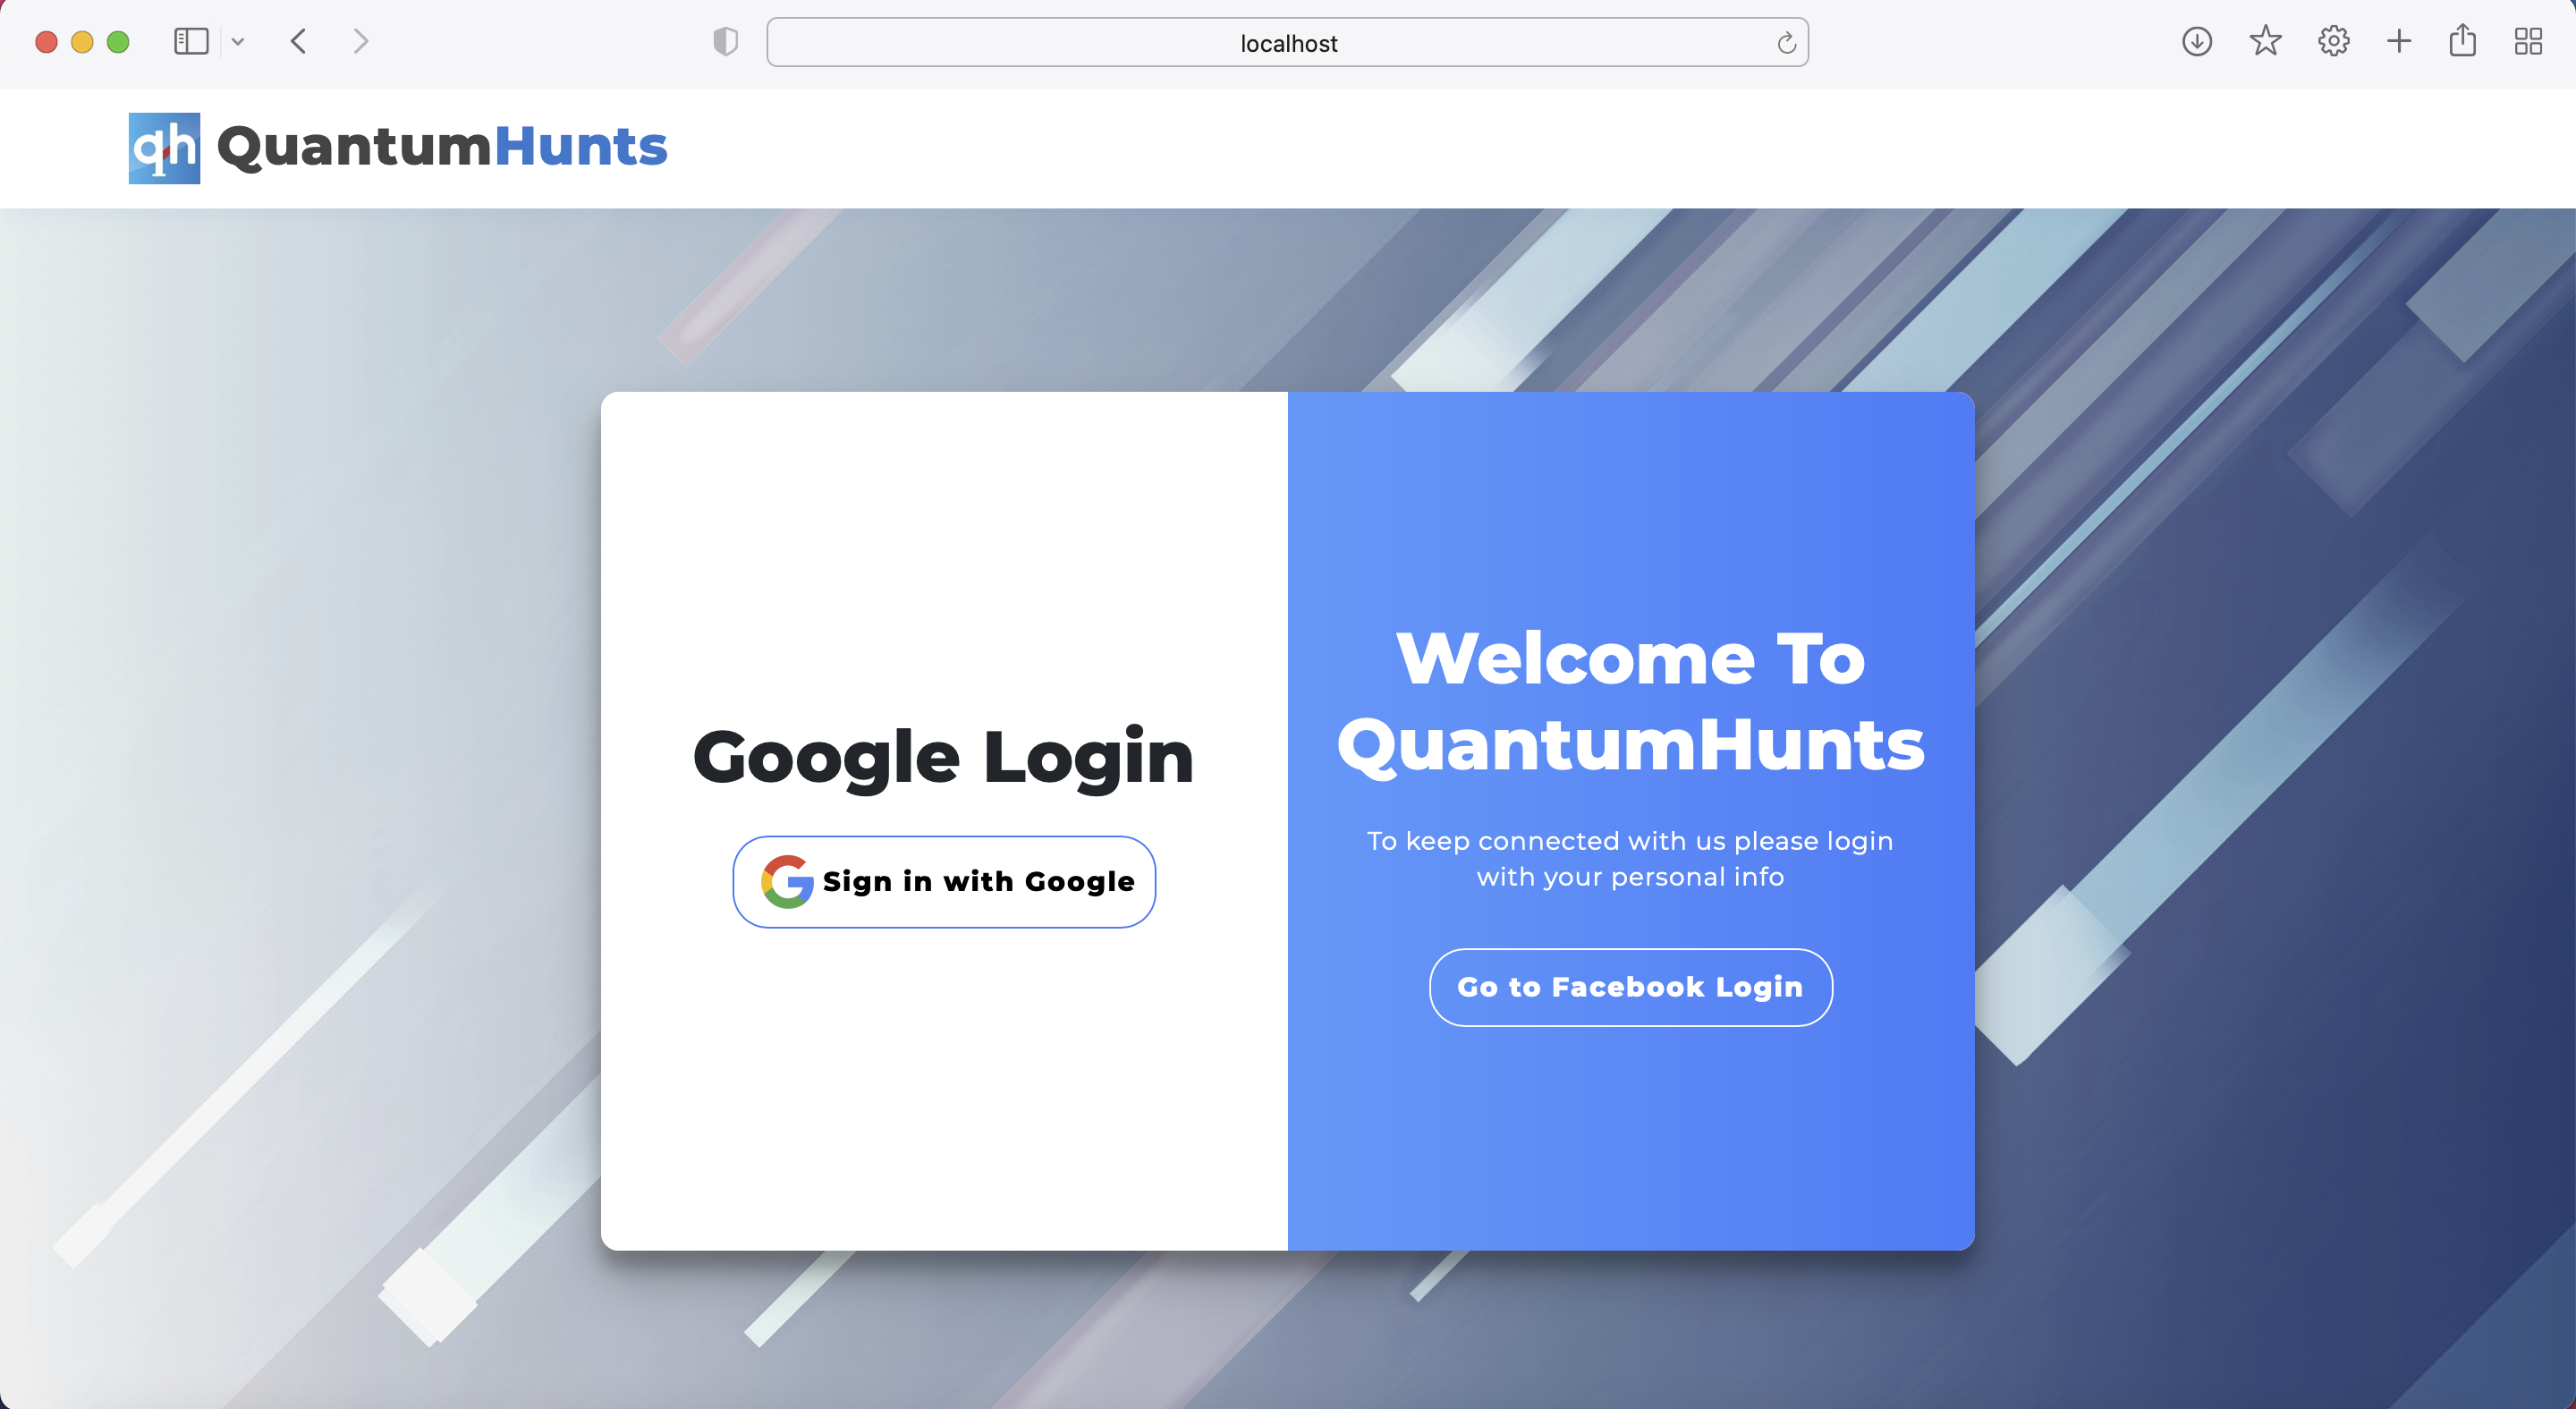 localhost
qh QuantumHunts
Google Login
Sign in with Google
Welcome To
QuantumHunts
To keep connected with us please login
with your personal info
Go to Facebook Login